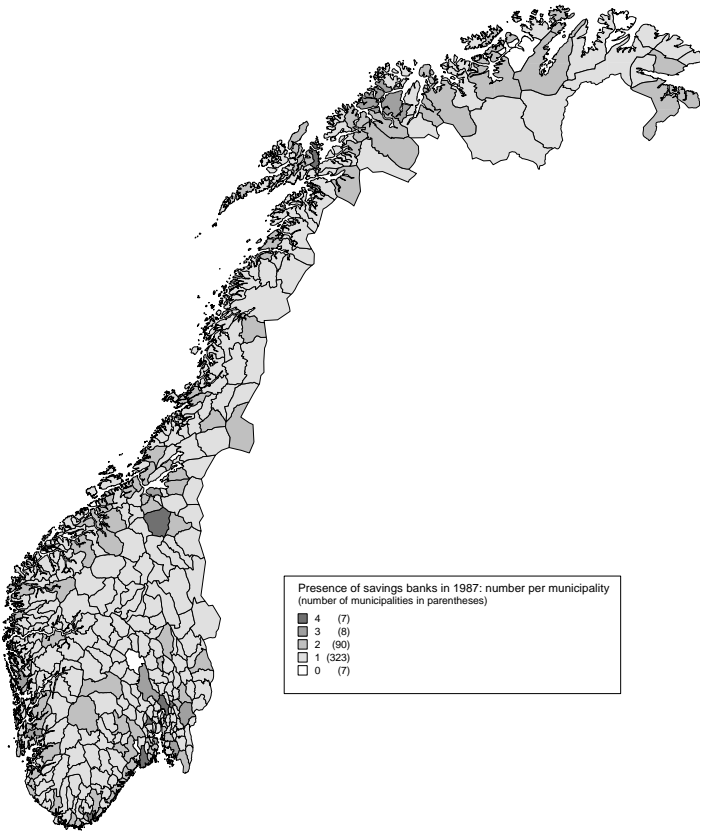 Presence of savings banks in 1987: number per municipality
(number of municipalities in parentheses)
4 (7)
3 (8)
2 (90)
1 (323)
0 (7)